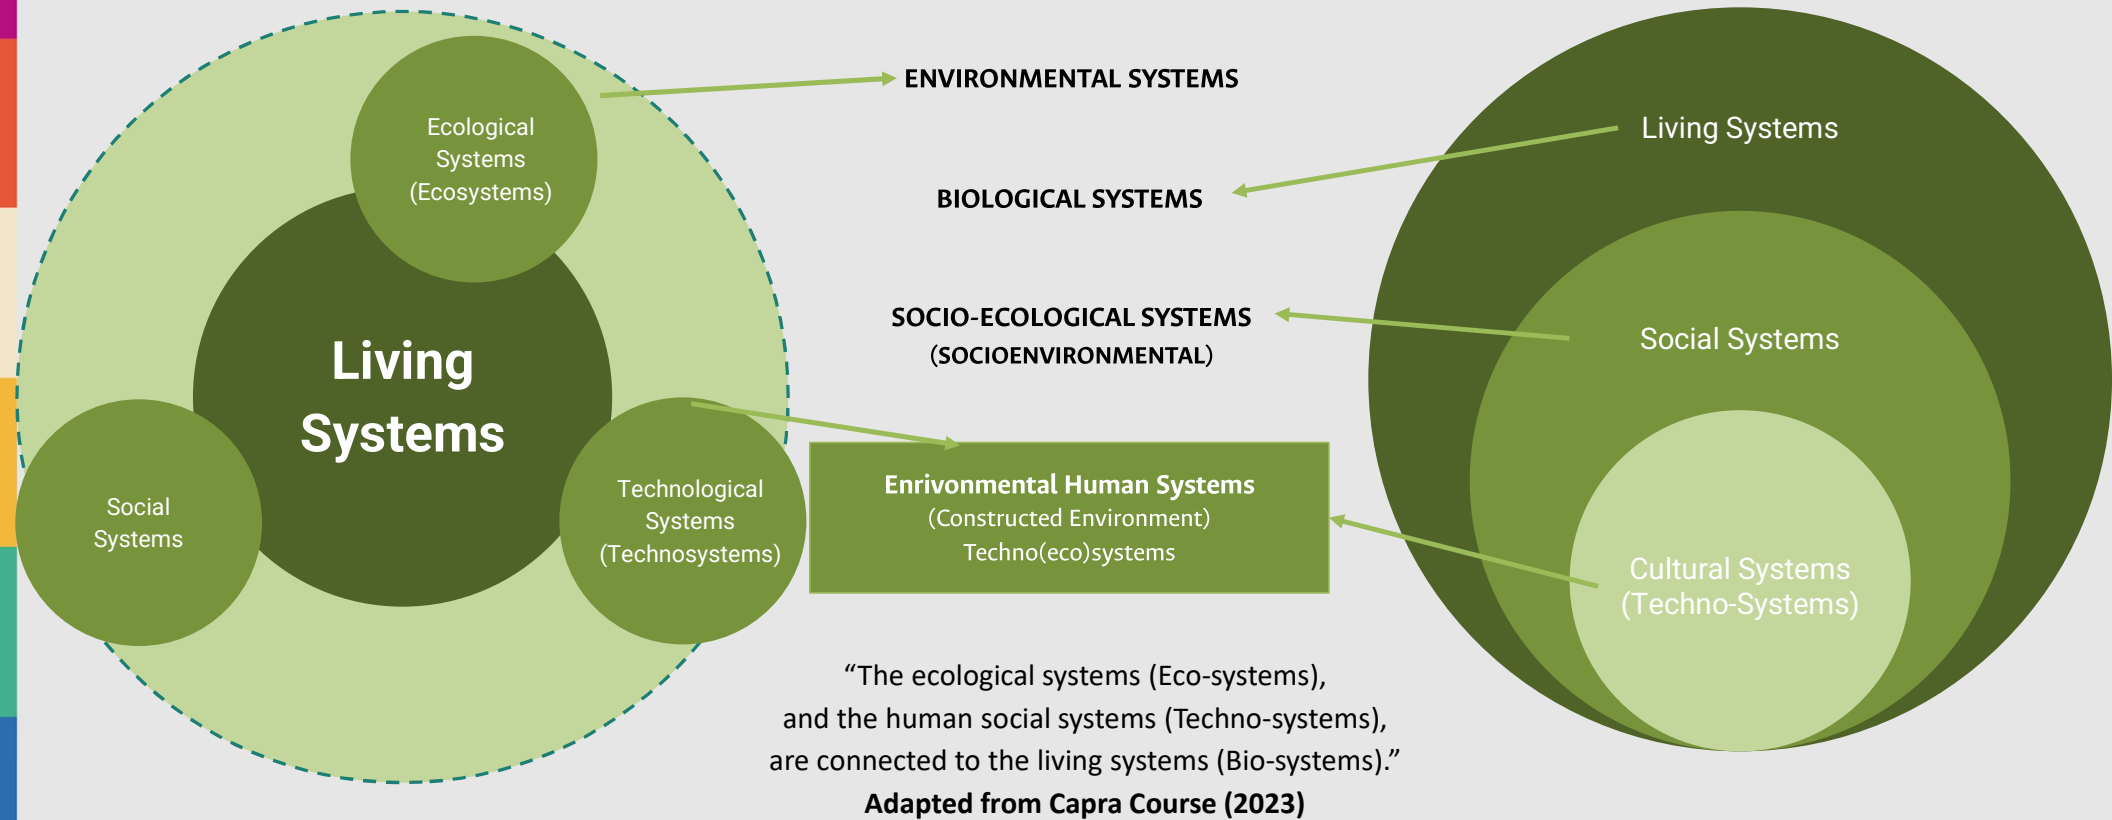 Ecological
Systems
(Ecosystems)
Living
Systems
Social
Systems
Technological
Systems
(Technosystems)
ENVIRONMENTAL SYSTEMS
BIOLOGICAL SYSTEMS
SOCIO-ECOLOGICAL SYSTEMS
(SOCIOENVIRONMENTAL)
Enrivonmental Human Systems
(Constructed Environment)
Techno(eco)systems
“The ecological systems (Eco-systems),
and the human social systems (Techno-systems),
are connected to the living systems (Bio-systems).”
Adapted from Capra Course (2023)
Living Systems
Social Systems
Cultural Systems
(Techno-Systems)